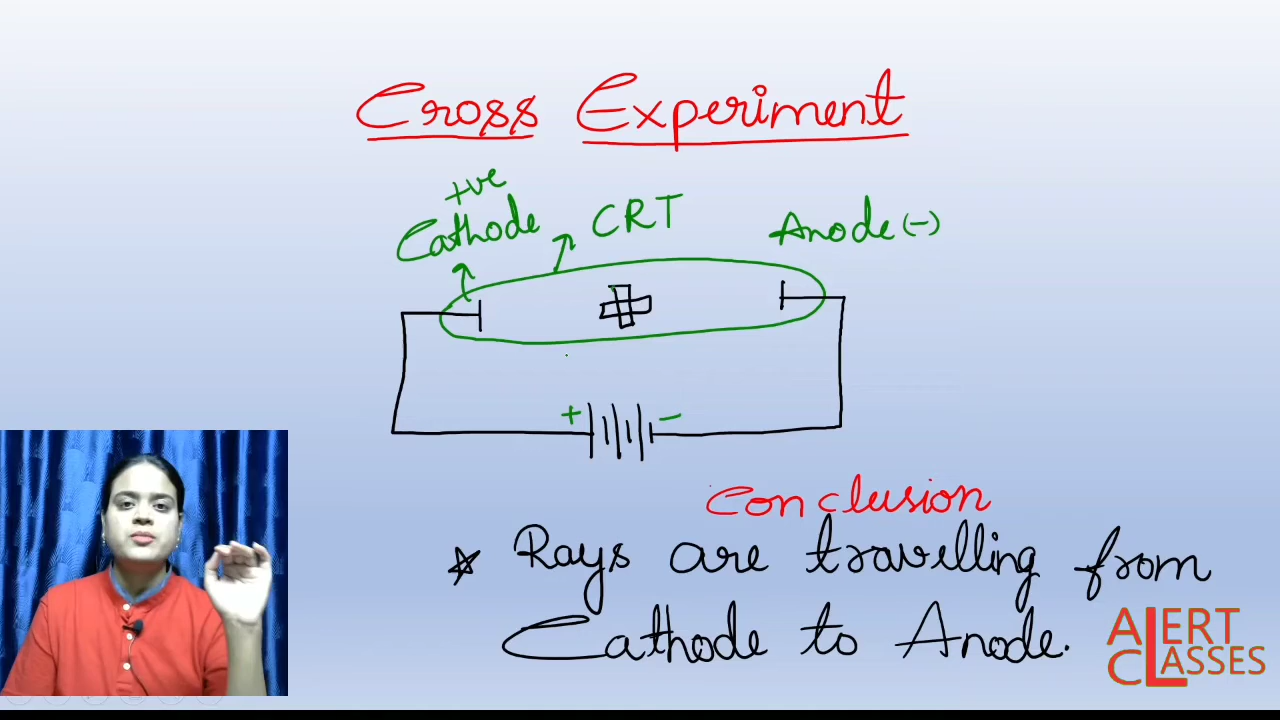 Cross Experiment
+ve
Cathode
CRT
Anode (-)
+ -
Conclusion
* Rays are travelling from
Cathode to Anode.
ALERT
CLASSES